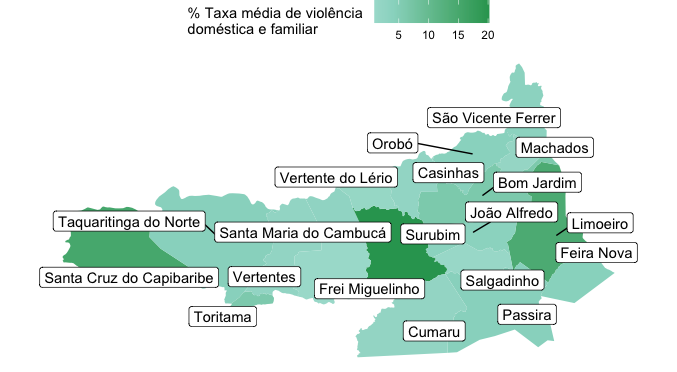 % Taxa média de violência
doméstica e familiar
5 10 15 20
São Vicente Ferrer
Orobó
Machados
Casinhas
Vertente do Lério
Bom Jardim
João Alfredo
Taquaritinga do Norte
Limoeiro
Santa Maria do Cambucá
Surubim
Feira Nova
Santa Cruz do Capibaribe
Vertentes
Salgadinho
Frei Miguelinho
Toritama
Passira
Cumaru